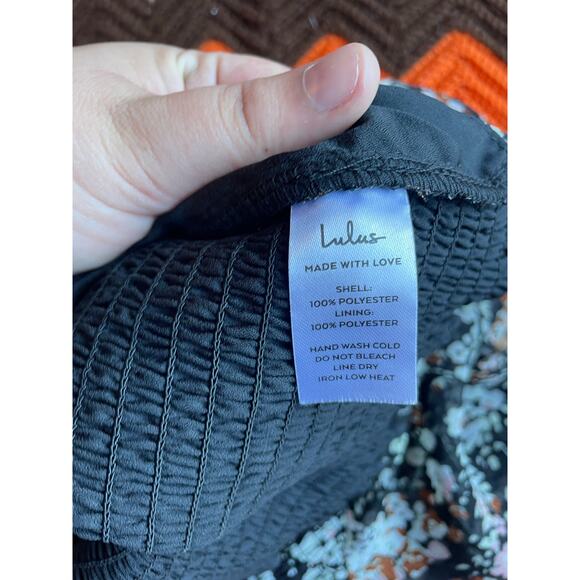 Lulus
MADE WITH LOVE
SHELL:
100% POLYESTER
LINING:
100% POLYESTER
HAND WASH COLD
DO NOT BLEACH
LINE DRY
IRON LOW HEAT